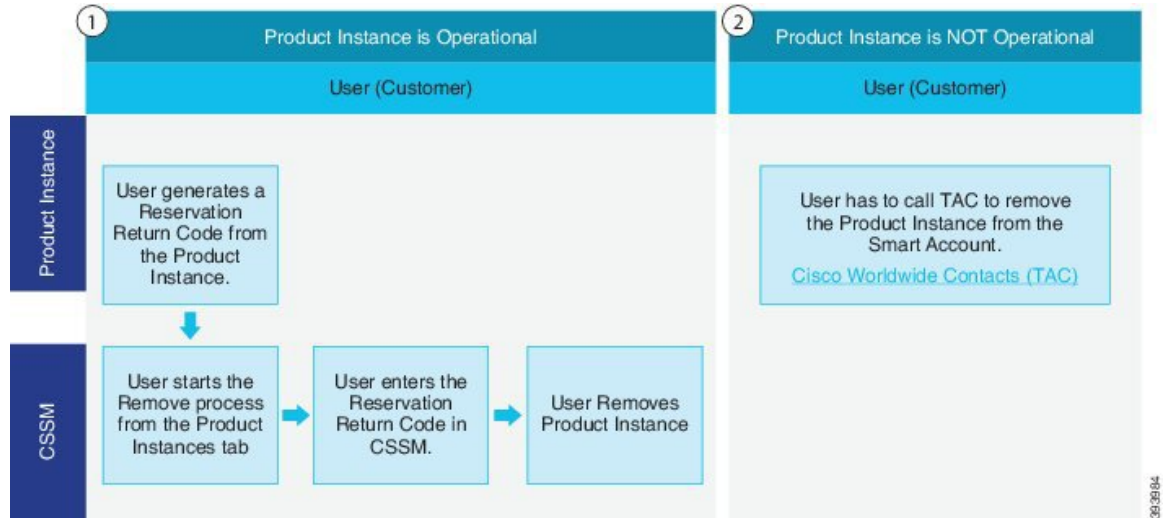 1
Product Instance is Operational
User (Customer)
2
Product Instance is NOT Operational
User (Customer)
Product Instance
User generates a
Reservation
Return Code from
the Product
Instance.
User has to call TAC to remove
the Product Instance from the
Smart Account.
Cisco Worldwide Contacts (TAC)
CSSM
User starts the
Remove process
from the Product
Instances tab
User enters the
Reservation
Return Code in
CSSM.
User Removes
Product Instance
393984